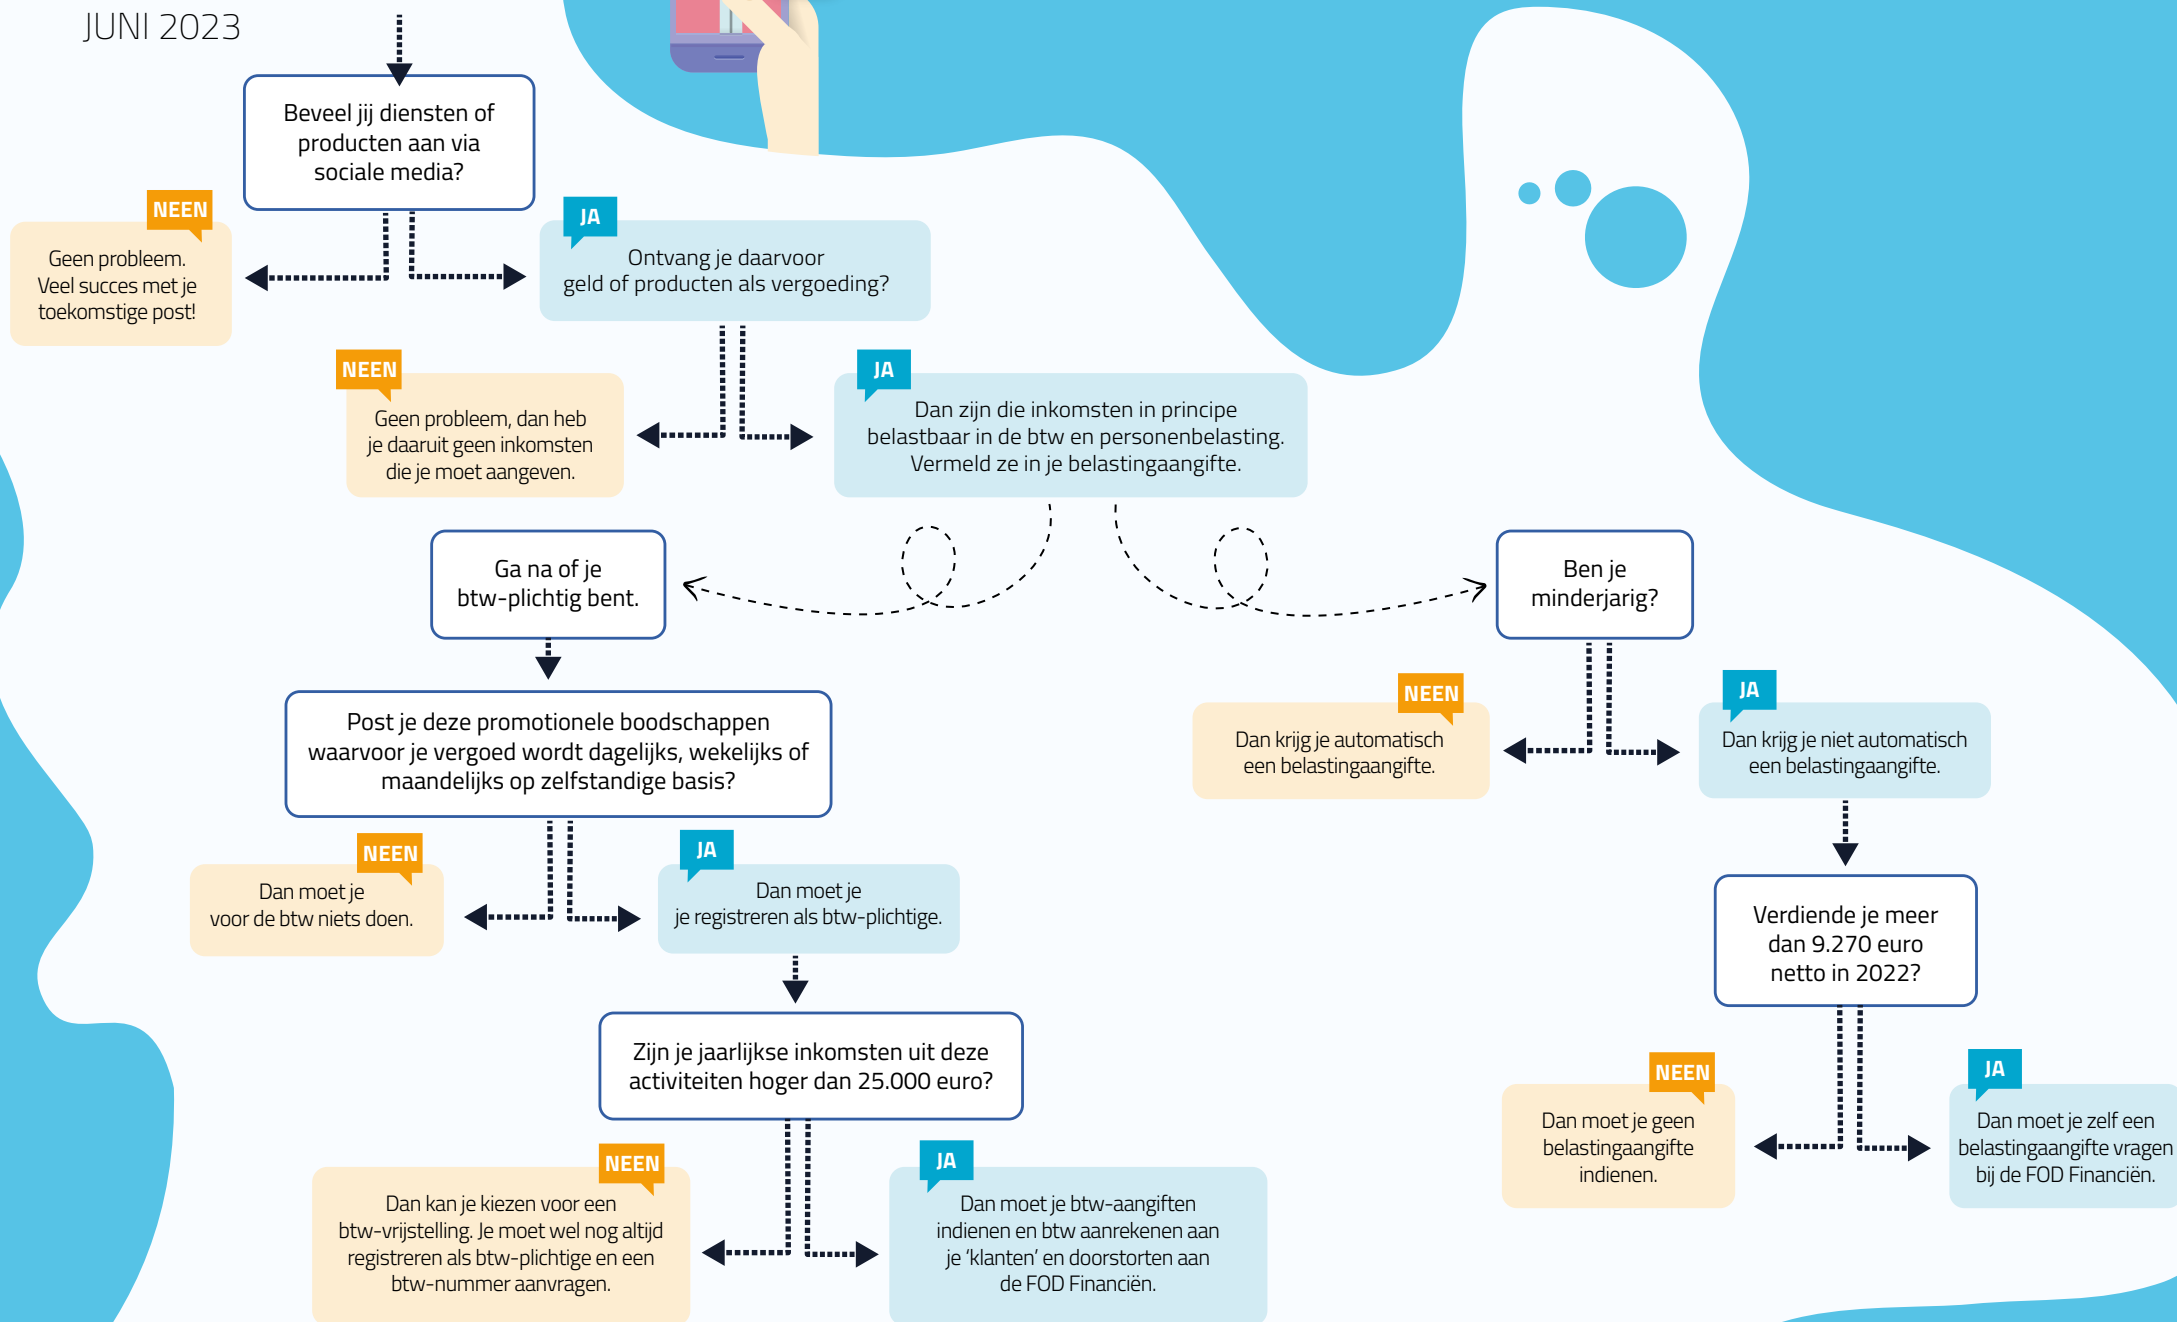 JUNI 2023
Beveel jij diensten of
producten aan via
sociale media?
NEEN
Geen probleem.
Veel succes met je
toekomstige post!
JA
Ontvang je daarvoor
geld of producten als vergoeding?
NEEN
Geen probleem, dan heb
je daaruit geen inkomsten
die je moet aangeven.
JA
Dan zijn die inkomsten in principe
belastbaar in de btw en personenbelasting.
Vermeld ze in je belastingaangifte.
Ga na of je
btw-plichtig bent.
Post je deze promotionele boodschappen
waarvoor je vergoed wordt dagelijks, wekelijks of
maandelijks op zelfstandige basis?
NEEN
Dan moet je
voor de btw niets doen.
JA
Dan moet je
je registreren als btw-plichtige.
Zijn je jaarlijkse inkomsten uit deze
activiteiten hoger dan 25.000 euro?
NEEN
Dan kan je kiezen voor een
btw-vrijstelling. Je moet wel nog altijd
registreren als btw-plichtige en een
btw-nummer aanvragen.
JA
Dan moet je btw-aangiften
indienen en btw aanrekenen aan
je ‘klanten’ en doorstorten aan
de FOD Financiën.
Ben je
minderjarig?
NEEN
Dan krijg je automatisch
een belastingaangifte.
JA
Dan krijg je niet automatisch
een belastingaangifte.
Verdiende je meer
dan 9.270 euro
netto in 2022?
NEEN
Dan moet je geen
belastingaangifte
indienen.
JA
Dan moet je zelf een
belastingaangifte vragen
bij de FOD Financiën.